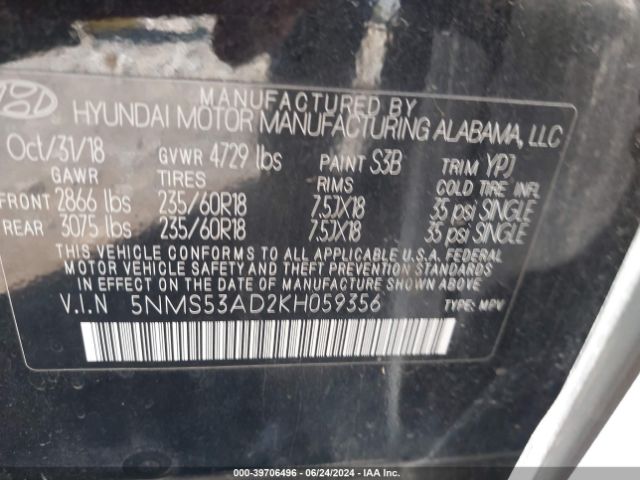 MANUFACTURED BY
HYUNDAI MOTOR MANUFACTURING ALABAMA, LLC
Oct/31/18 GVWR 4729 lbs PAINT S3B TRIM YPJ
GAWR TIRES RIMS COLD TIRE INFL
FRONT 2866 lbs 235/60R18 7.5JX18 35 psi SINGLE
REAR 3075 lbs 235/60R18 7.5JX18 35 psi SINGLE
THIS VEHICLE CONFORMS TO ALL APPLICABLE U.S.A. FEDERAL
MOTOR VEHICLE SAFETY AND THEFT PREVENTION STANDARDS
IN EFFECT ON THE DATE OF MANUFACTURE SHOWN ABOVE.
V.I.N 5NMS53AD2KH059356 TYPE: MPV
000-39706496 - 06/24/2024 - IAA Inc.